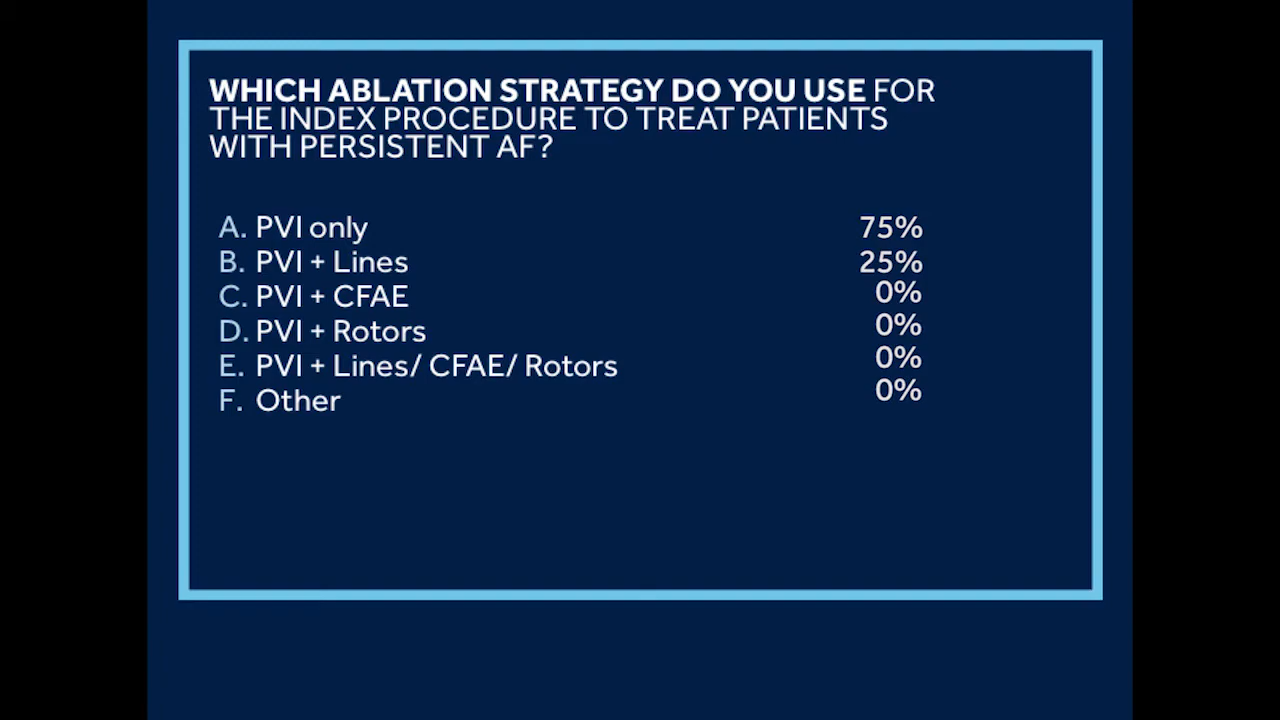 WHICH ABLATION STRATEGY DO YOU USE FOR
THE INDEX PROCEDURE TO TREAT PATIENTS
WITH PERSISTENT AF?
A. PVI only 75%
B. PVI + Lines 25%
C. PVI + CFAE 0%
D. PVI + Rotors 0%
E. PVI + Lines/ CFAE/ Rotors 0%
F. Other 0%